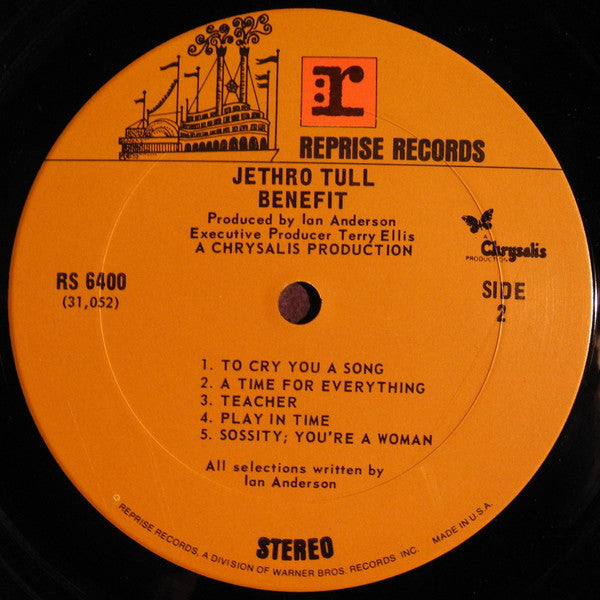 r
REPRISE RECORDS
JETHRO TULL
BENEFIT
Produced by Ian Anderson
Executive Producer Terry Ellis
A CHRYSALIS PRODUCTION
A
Chrysalis
PRODUCTION
RS 6400
(31,052)
SIDE
2
1. TO CRY YOU A SONG
2. A TIME FOR EVERYTHING
3. TEACHER
4. PLAY IN TIME
5. SOSSITY; YOU'RE A WOMAN
All selections written by
Ian Anderson
STEREO
© REPRISE RECORDS, A DIVISION OF WARNER BROS. RECORDS INC. MADE IN U.S.A.